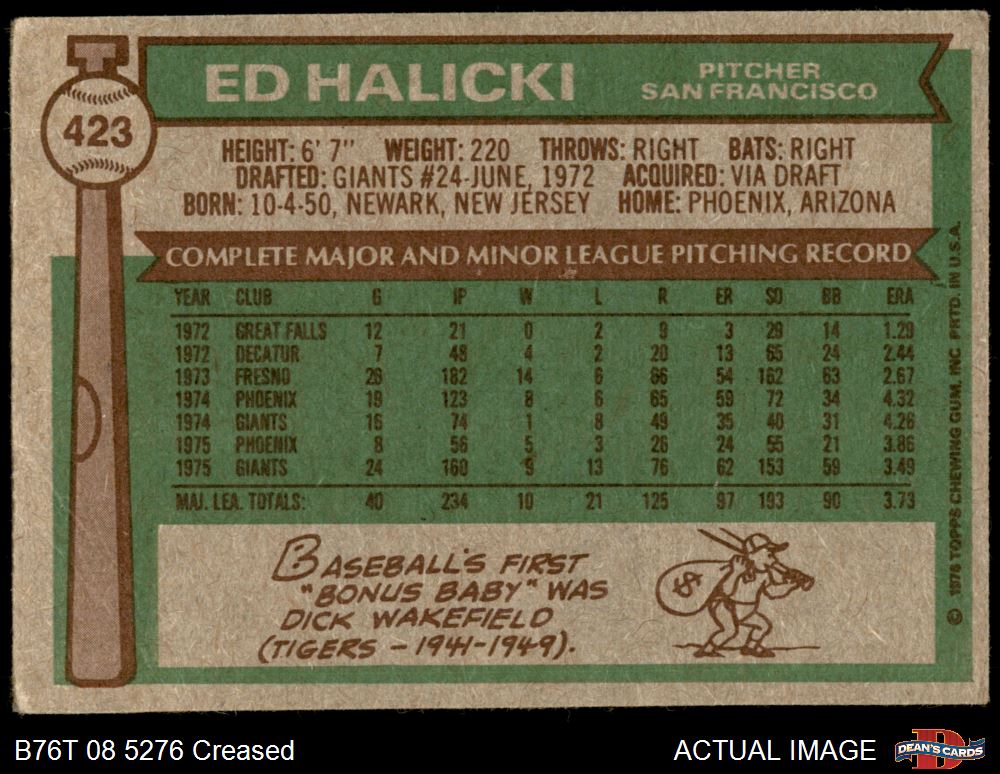 ED HALICKI
PITCHER
SAN FRANCISCO
423
HEIGHT: 6' 7" WEIGHT: 220 THROWS: RIGHT BATS: RIGHT
DRAFTED: GIANTS #24-JUNE, 1972 ACQUIRED: VIA DRAFT
BORN: 10-4-50, NEWARK, NEW JERSEY HOME: PHOENIX, ARIZONA
COMPLETE MAJOR AND MINOR LEAGUE PITCHING RECORD
YEAR CLUB G IP W L R ER SO BB ERA
1972 GREAT FALLS 12 21 0 2 9 3 29 14 1.29
1972 DECATUR 7 48 4 2 20 13 65 24 2.44
1973 FRESNO 28 182 14 6 66 54 162 63 2.67
1974 PHOENIX 19 123 8 6 65 59 72 34 4.32
1974 GIANTS 16 74 1 8 49 35 40 31 4.26
1975 PHOENIX 8 56 5 3 26 24 55 21 3.86
1975 GIANTS 24 160 9 13 76 62 153 59 3.49
MAJ. LEA. TOTALS: 40 234 10 21 125 97 193 90 3.73
BASEBALL'S FIRST
"BONUS BABY" WAS
DICK WAKEFIELD
(TIGERS - 1941-1949).
$
© 1976 TOPPS CHEWING GUM, INC PRTD. IN U.S.A.
B76T 08 5276 Creased
ACTUAL IMAGE
D
DEAN'S CARDS